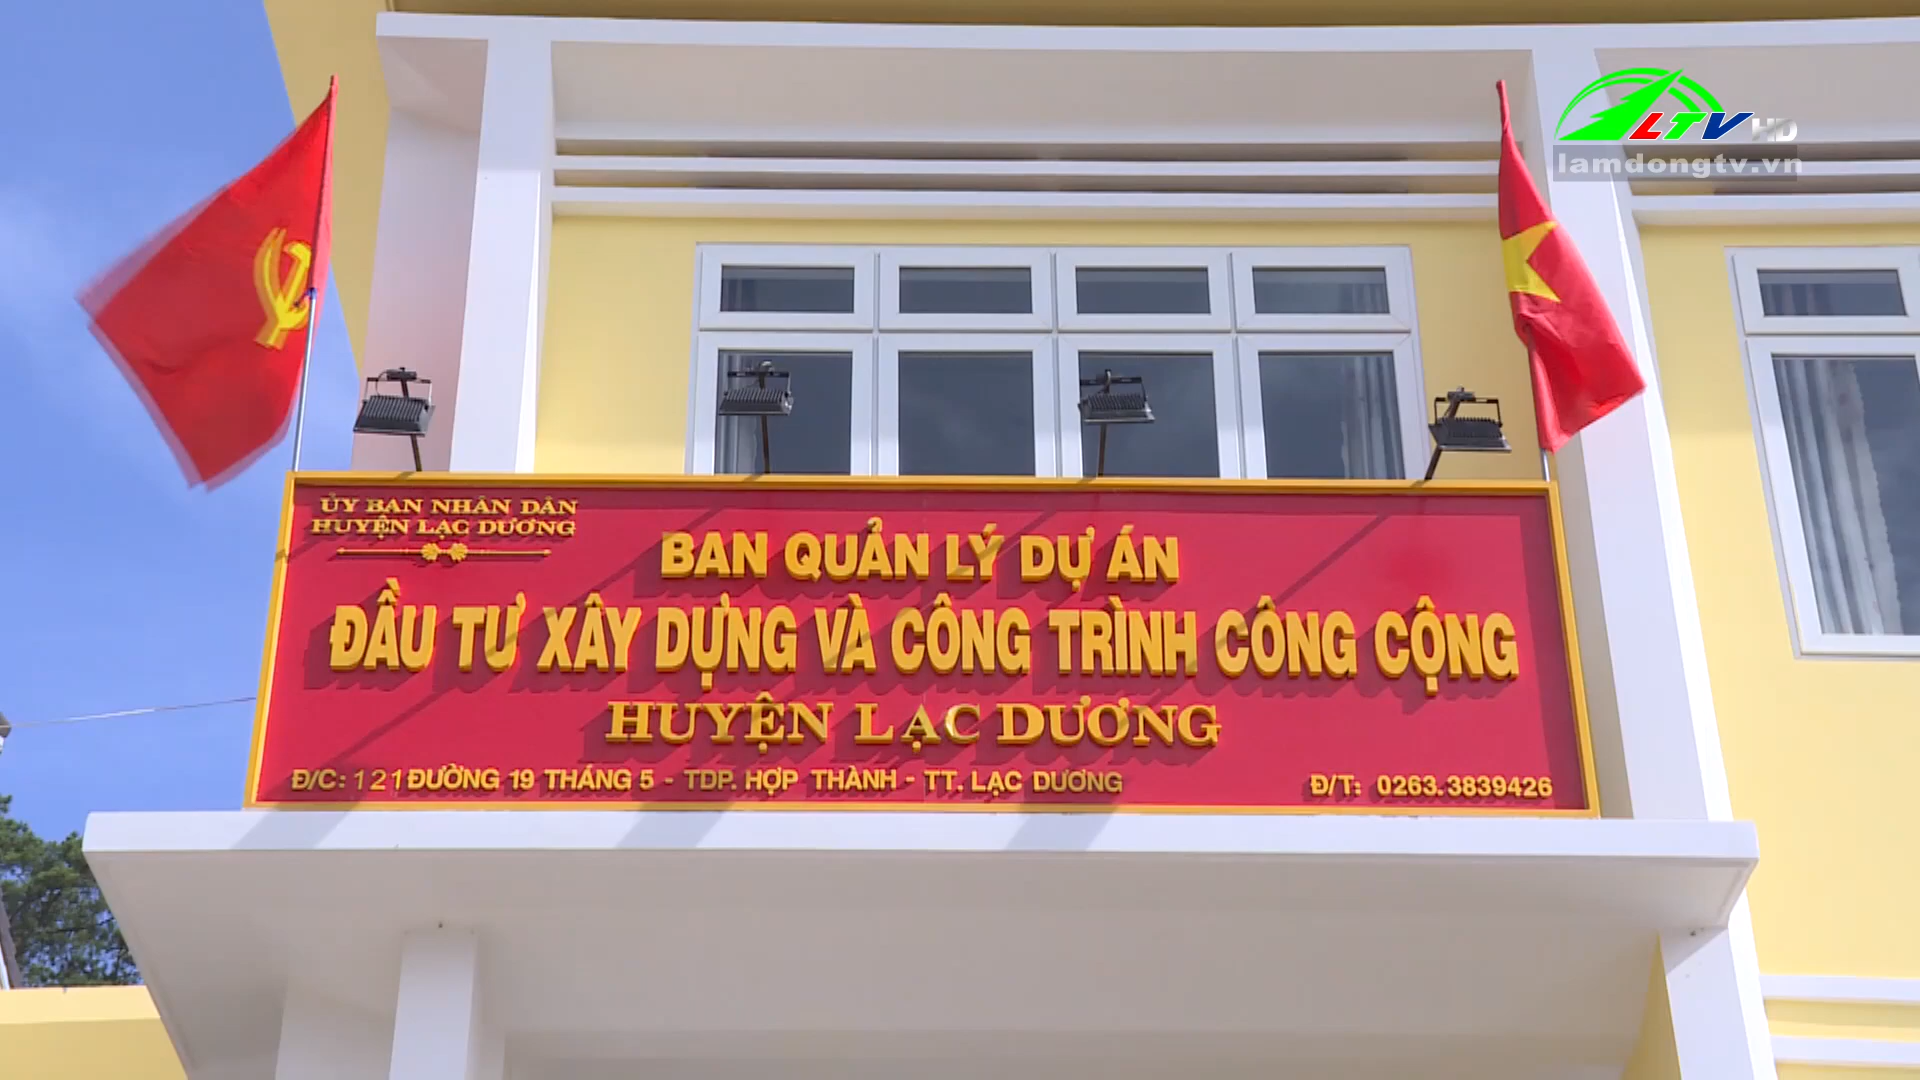 LTV HD
lamdongtv.vn
ỦY BAN NHÂN DÂN
HUYỆN LẠC DƯƠNG
BAN QUẢN LÝ DỰ ÁN
ĐẦU TƯ XÂY DỰNG VÀ CÔNG TRÌNH CÔNG CỘNG
HUYỆN LẠC DƯƠNG
Đ/C: 121 ĐƯỜNG 19 THÁNG 5 - TDP. HỢP THÀNH - TT. LẠC DƯƠNG
Đ/T: 0263.3839426